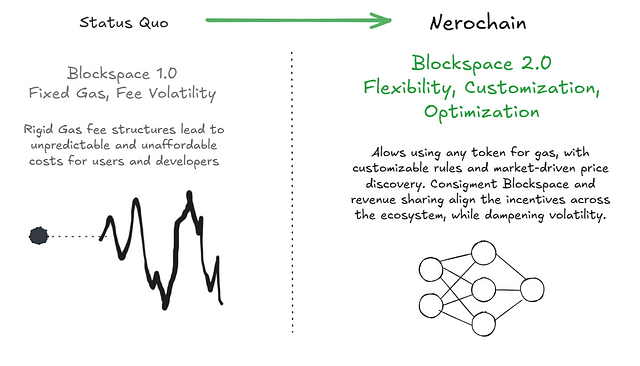 Status Quo
Nerochain
Blockspace 1.0
Fixed Gas, Fee Volatility
Rigid Gas fee structures lead to
unpredictable and unaffordable
costs for users and developers
Blockspace 2.0
Flexibility, Customization,
Optimization
Alows using any token for gas, with
customizable rules and market-driven price
discovery. Consigment Blockspace and
revenue sharing align the incentives across
the ecosystem, while dampening volatility.